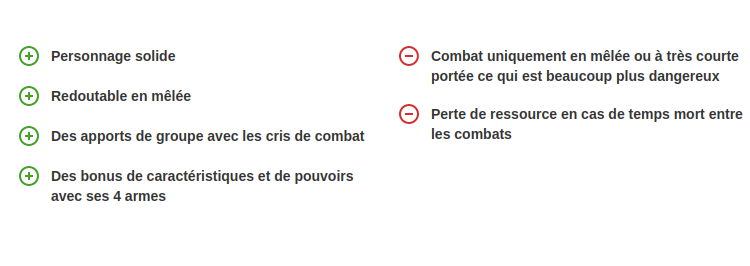 Personnage solide
Redoutable en mêlée
Des apports de groupe avec les cris de combat
Des bonus de caractéristiques et de pouvoirs
avec ses 4 armes
Combat uniquement en mêlée ou à très courte
portée ce qui est beaucoup plus dangereux
Perte de ressource en cas de temps mort entre
les combats